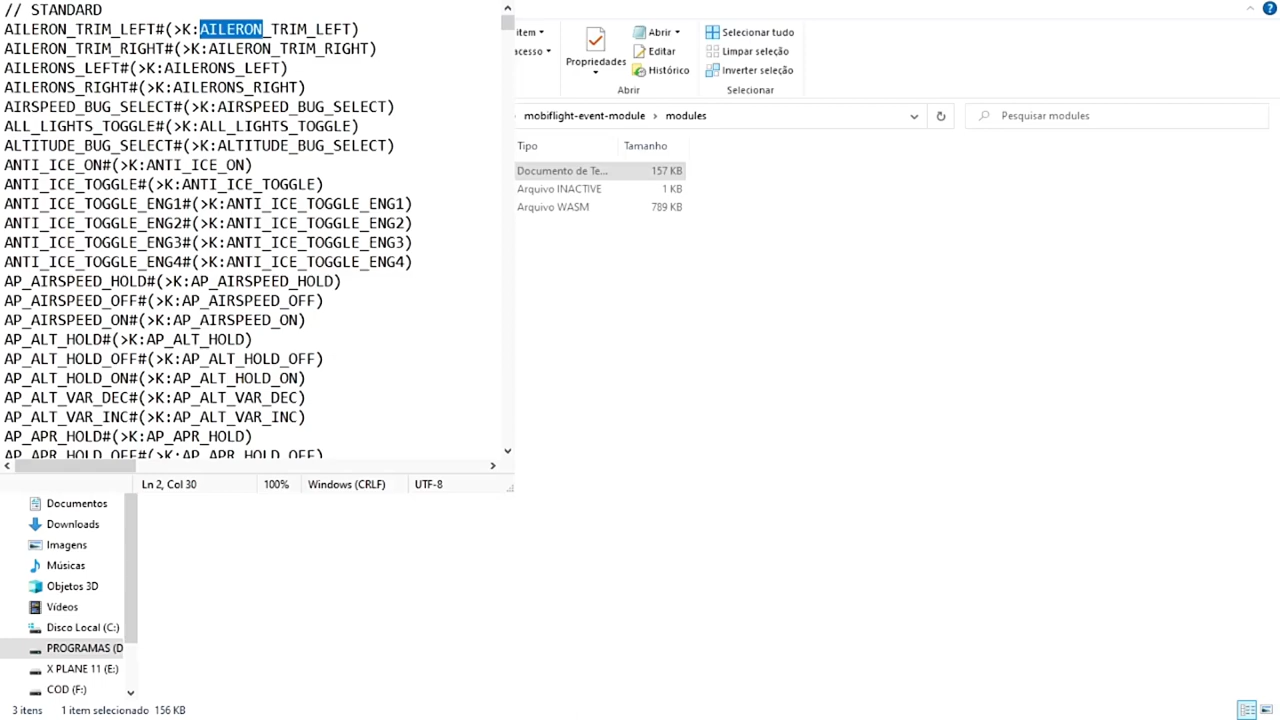 // STANDARD
AILERON_TRIM_LEFT#(>K:AILERON_TRIM_LEFT)
AILERON_TRIM_RIGHT#(>K:AILERON_TRIM_RIGHT)
AILERONS_LEFT#(>K:AILERONS_LEFT)
AILERONS_RIGHT#(>K:AILERONS_RIGHT)
AIRSPEED_BUG_SELECT#(>K:AIRSPEED_BUG_SELECT)
ALL_LIGHTS_TOGGLE#(>K:ALL_LIGHTS_TOGGLE)
ALTITUDE_BUG_SELECT#(>K:ALTITUDE_BUG_SELECT)
ANTI_ICE_ON#(>K:ANTI_ICE_ON)
ANTI_ICE_TOGGLE#(>K:ANTI_ICE_TOGGLE)
ANTI_ICE_TOGGLE_ENG1#(>K:ANTI_ICE_TOGGLE_ENG1)
ANTI_ICE_TOGGLE_ENG2#(>K:ANTI_ICE_TOGGLE_ENG2)
ANTI_ICE_TOGGLE_ENG3#(>K:ANTI_ICE_TOGGLE_ENG3)
ANTI_ICE_TOGGLE_ENG4#(>K:ANTI_ICE_TOGGLE_ENG4)
AP_AIRSPEED_HOLD#(>K:AP_AIRSPEED_HOLD)
AP_AIRSPEED_OFF#(>K:AP_AIRSPEED_OFF)
AP_AIRSPEED_ON#(>K:AP_AIRSPEED_ON)
AP_ALT_HOLD#(>K:AP_ALT_HOLD)
AP_ALT_HOLD_OFF#(>K:AP_ALT_HOLD_OFF)
AP_ALT_HOLD_ON#(>K:AP_ALT_HOLD_ON)
AP_ALT_VAR_DEC#(>K:AP_ALT_VAR_DEC)
AP_ALT_VAR_INC#(>K:AP_ALT_VAR_INC)
AP_APR_HOLD#(>K:AP_APR_HOLD)
AP_APR_HOLD_OFF#(>K:AP_APR_HOLD_OFF)
Ln 2, Col 30 100% Windows (CRLF) UTF-8
item
acesso
Propriedades
Abrir
Editar
Histórico
Abrir
Selecionar tudo
Limpar seleção
Inverter seleção
Selecionar
mobiflight-event-module > modules
Pesquisar modules
Tipo Tamanho
Documento de Te... 157 KB
Arquivo INACTIVE 1 KB
Arquivo WASM 789 KB
Documentos
Downloads
Imagens
Músicas
Objetos 3D
Vídeos
Disco Local (C:)
PROGRAMAS (D
X PLANE 11 (E:)
COD (F:)
3 itens 1 item selecionado 156 KB